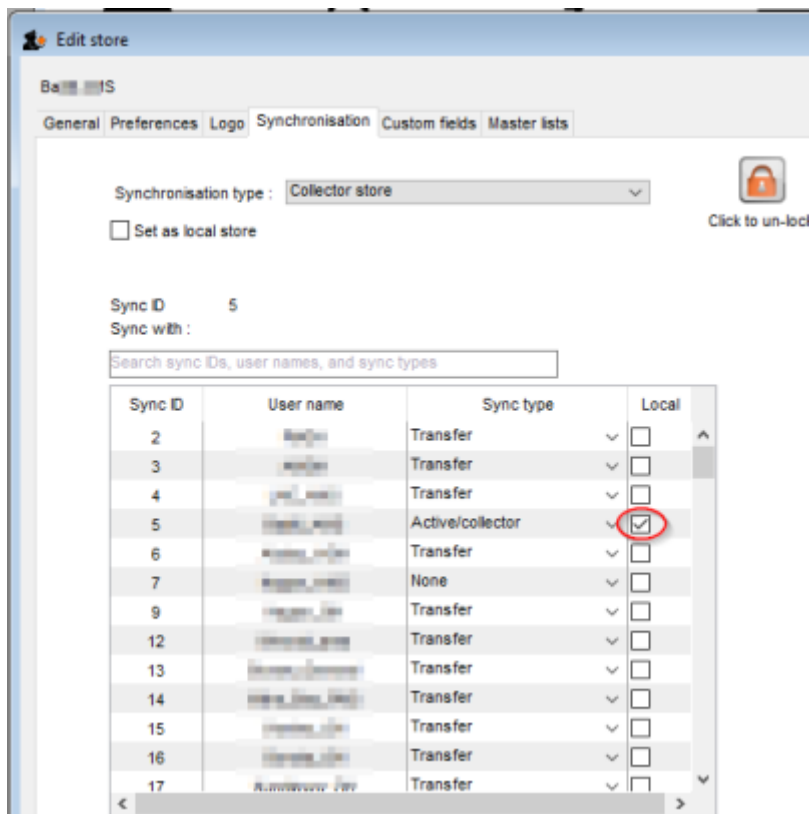 Edit store
General Preferences Logo Synchronisation Custom fields Master lists
Synchronisation type : Collector store
Set as local store
Click to un-lock
Sync ID 5
Sync with :
Search sync IDs, user names, and sync types
Sync ID User name Sync type Local
2 Transfer
3 Transfer
4 Transfer
5 Active/collector
6 Transfer
7 None
9 Transfer
12 Transfer
13 Transfer
14 Transfer
15 Transfer
16 Transfer
17 Transfer